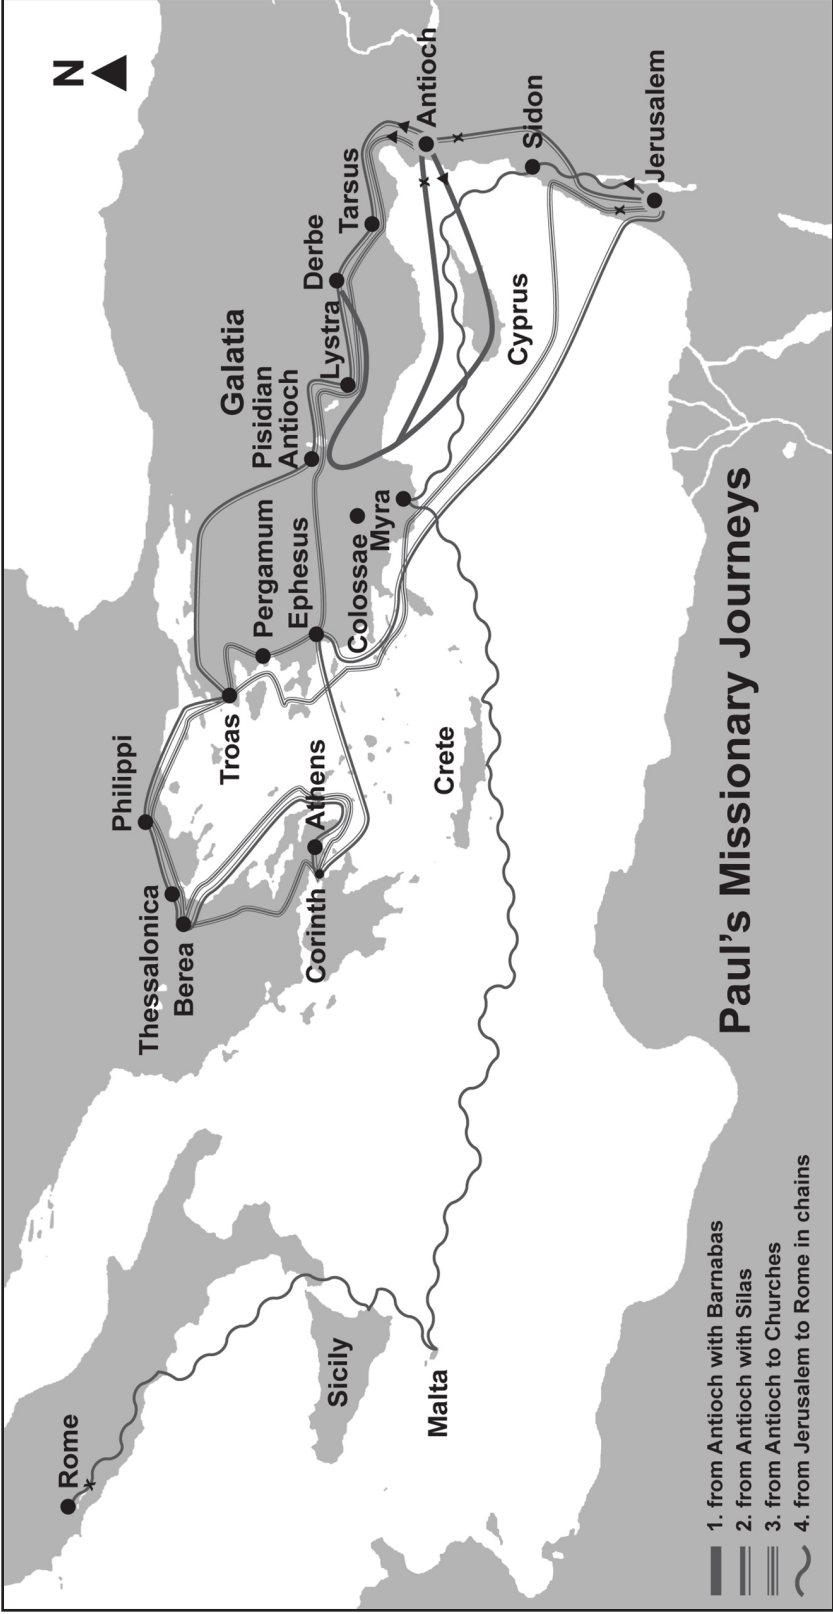 N
Rome
Sicily
Malta
Thessalonica
Berea
Philippi
Corinth
Athens
Troas
Pergamum
Ephesus
Colossae
Myra
Crete
Galatia
Pisidian
Antioch
Lystra
Derbe
Tarsus
Antioch
Cyprus
Sidon
Jerusalem
Paul’s Missionary Journeys
1. from Antioch with Barnabas
2. from Antioch with Silas
3. from Antioch to Churches
4. from Jerusalem to Rome in chains